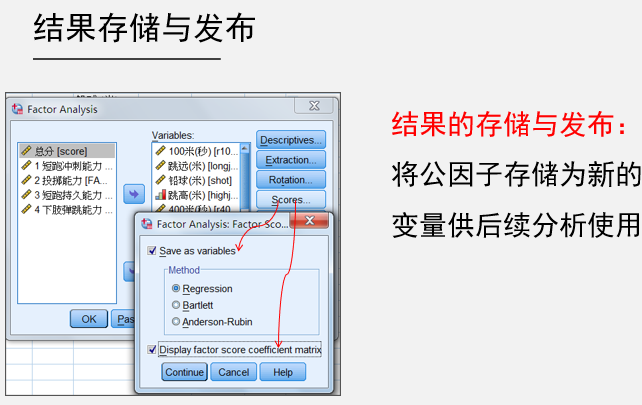 结果存储与发布
Factor Analysis
Variables:
总分 [score]
1 短跑冲刺能力 ...
2 投掷能力 [FA...
3 短跑持久能力 ...
4 下肢弹跳能力 ...
100米(秒) [r10...
跳远(米) [longj...
铅球(米) [shot]
跳高(米) [highj...
400米(秒) [r40...
Descriptives...
Extraction...
Rotation...
Scores...
OK
Pas
Factor Analysis: Factor Sco...
Save as variables
Method
Regression
Bartlett
Anderson-Rubin
Display factor score coefficient matrix
Continue
Cancel
Help
结果的存储与发布：
将公因子存储为新的
变量供后续分析使用